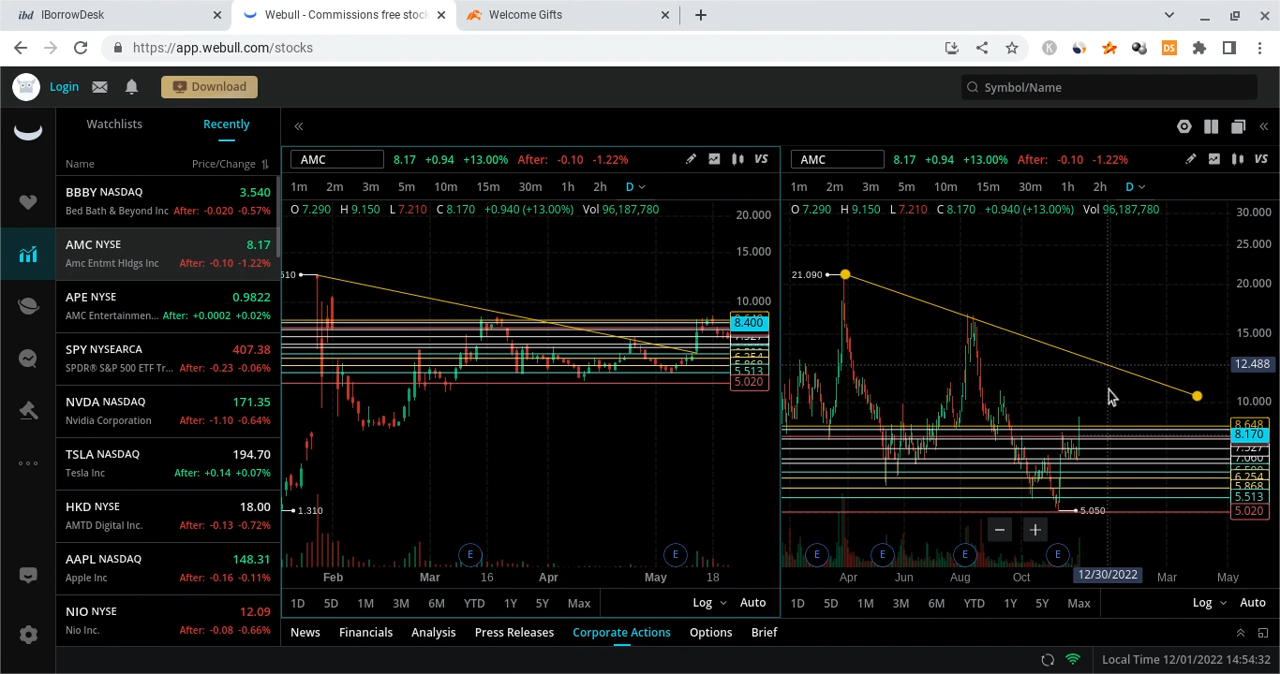 ibd IBorrowDesk
Webull - Commissions free stoc
Welcome Gifts
https://app.webull.com/stocks
K
DS
Login
Download
Symbol/Name
Watchlists Recently
Name Price/Change
BBBY NASDAQ 3.540
Bed Bath & Beyond Inc After: -0.020 -0.57%
AMC NYSE 8.17
Amc Entmt Hldgs Inc After: -0.10 -1.22%
APE NYSE 0.9822
AMC Entertainmen... After: +0.0002 +0.02%
SPY NYSEARCA 407.38
SPDR® S&P 500 ETF Tr... After: -0.23 -0.06%
NVDA NASDAQ 171.35
Nvidia Corporation After: -1.10 -0.64%
TSLA NASDAQ 194.70
Tesla Inc After: +0.14 +0.07%
HKD NYSE 18.00
AMTD Digital Inc. After: -0.13 -0.72%
AAPL NASDAQ 148.31
Apple Inc After: -0.16 -0.11%
NIO NYSE 12.09
Nio Inc. After: -0.08 -0.66%
AMC 8.17 +0.94 +13.00% After: -0.10 -1.22% VS
1m 2m 3m 5m 10m 15m 30m 1h 2h D
O 7.290 H 9.150 L 7.210 C 8.170 +0.940 (+13.00%) Vol 96,187,780
20.000
15.000
10.000
8.400
5.513
5.020
510
1.310
E E
Feb Mar 16 Apr May 18
1D 5D 1M 3M 6M YTD 1Y 5Y Max Log Auto
AMC 8.17 +0.94 +13.00% After: -0.10 -1.22% VS
1m 2m 3m 5m 10m 15m 30m 1h 2h D
O 7.290 H 9.150 L 7.210 C 8.170 +0.940 (+13.00%) Vol 96,187,780
30.000
25.000
20.000
15.000
12.488
10.000
8.170
5.513
5.020
21.090
5.050
E E E E
Apr Jun Aug Oct 12/30/2022 Mar May
1D 5D 1M 3M 6M YTD 1Y 5Y Max Log Auto
News Financials Analysis Press Releases Corporate Actions Options Brief
Local Time 12/01/2022 14:54:32